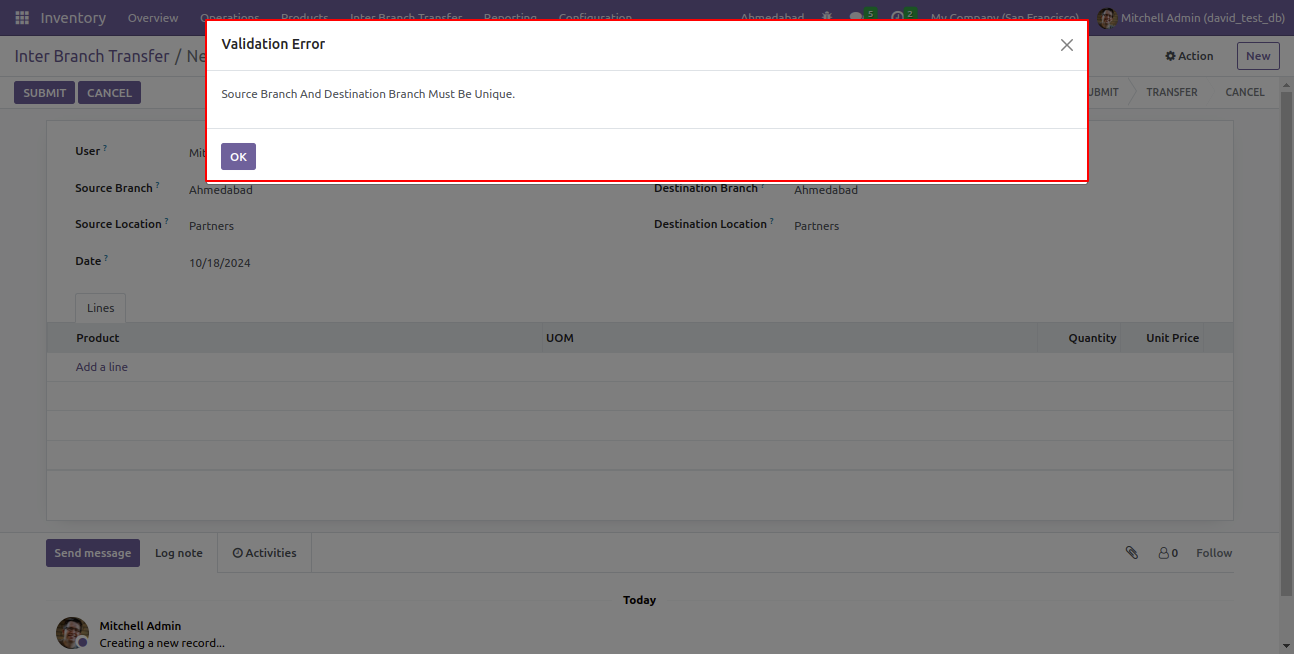 Inventory Overview Operations Products Inter Branch Transfer Reporting Configuration Ahmedabad 5 2 My Company (San Francisco) Mitchell Admin (david_test_db)
Validation Error
Inter Branch Transfer / Ne Action New
SUBMIT CANCEL UBMIT TRANSFER CANCEL
Source Branch And Destination Branch Must Be Unique.
OK
User ? Mit
Source Branch ? Ahmedabad Destination Branch ? Ahmedabad
Source Location ? Partners Destination Location ? Partners
Date ? 10/18/2024
Lines
Product UOM Quantity Unit Price
Add a line
Send message Log note Activities 0 Follow
Today
Mitchell Admin
Creating a new record...